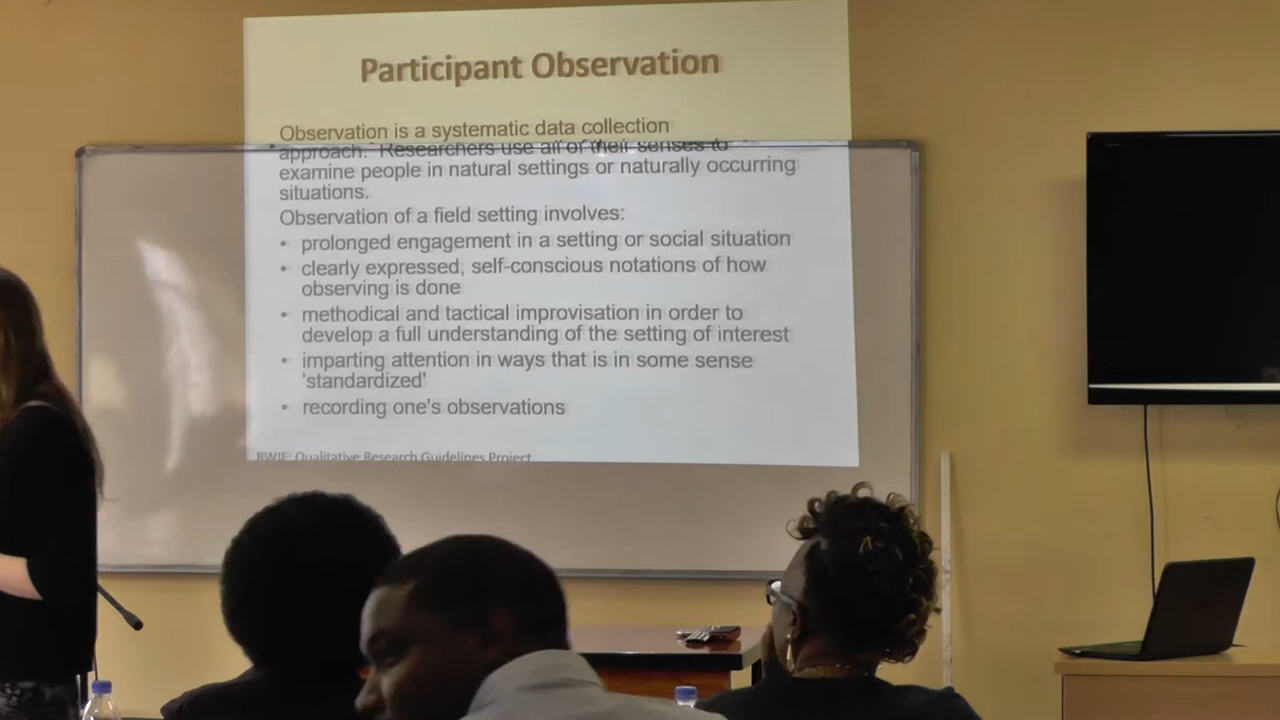 Participant Observation
Observation is a systematic data collection
approach. Researchers use all of their senses to
examine people in natural settings or naturally occurring
situations.
Observation of a field setting involves:
• prolonged engagement in a setting or social situation
• clearly expressed, self-conscious notations of how
observing is done
• methodical and tactical improvisation in order to
develop a full understanding of the setting of interest
• imparting attention in ways that is in some sense
'standardized'
• recording one's observations
RWJF: Qualitative Research Guidelines Project